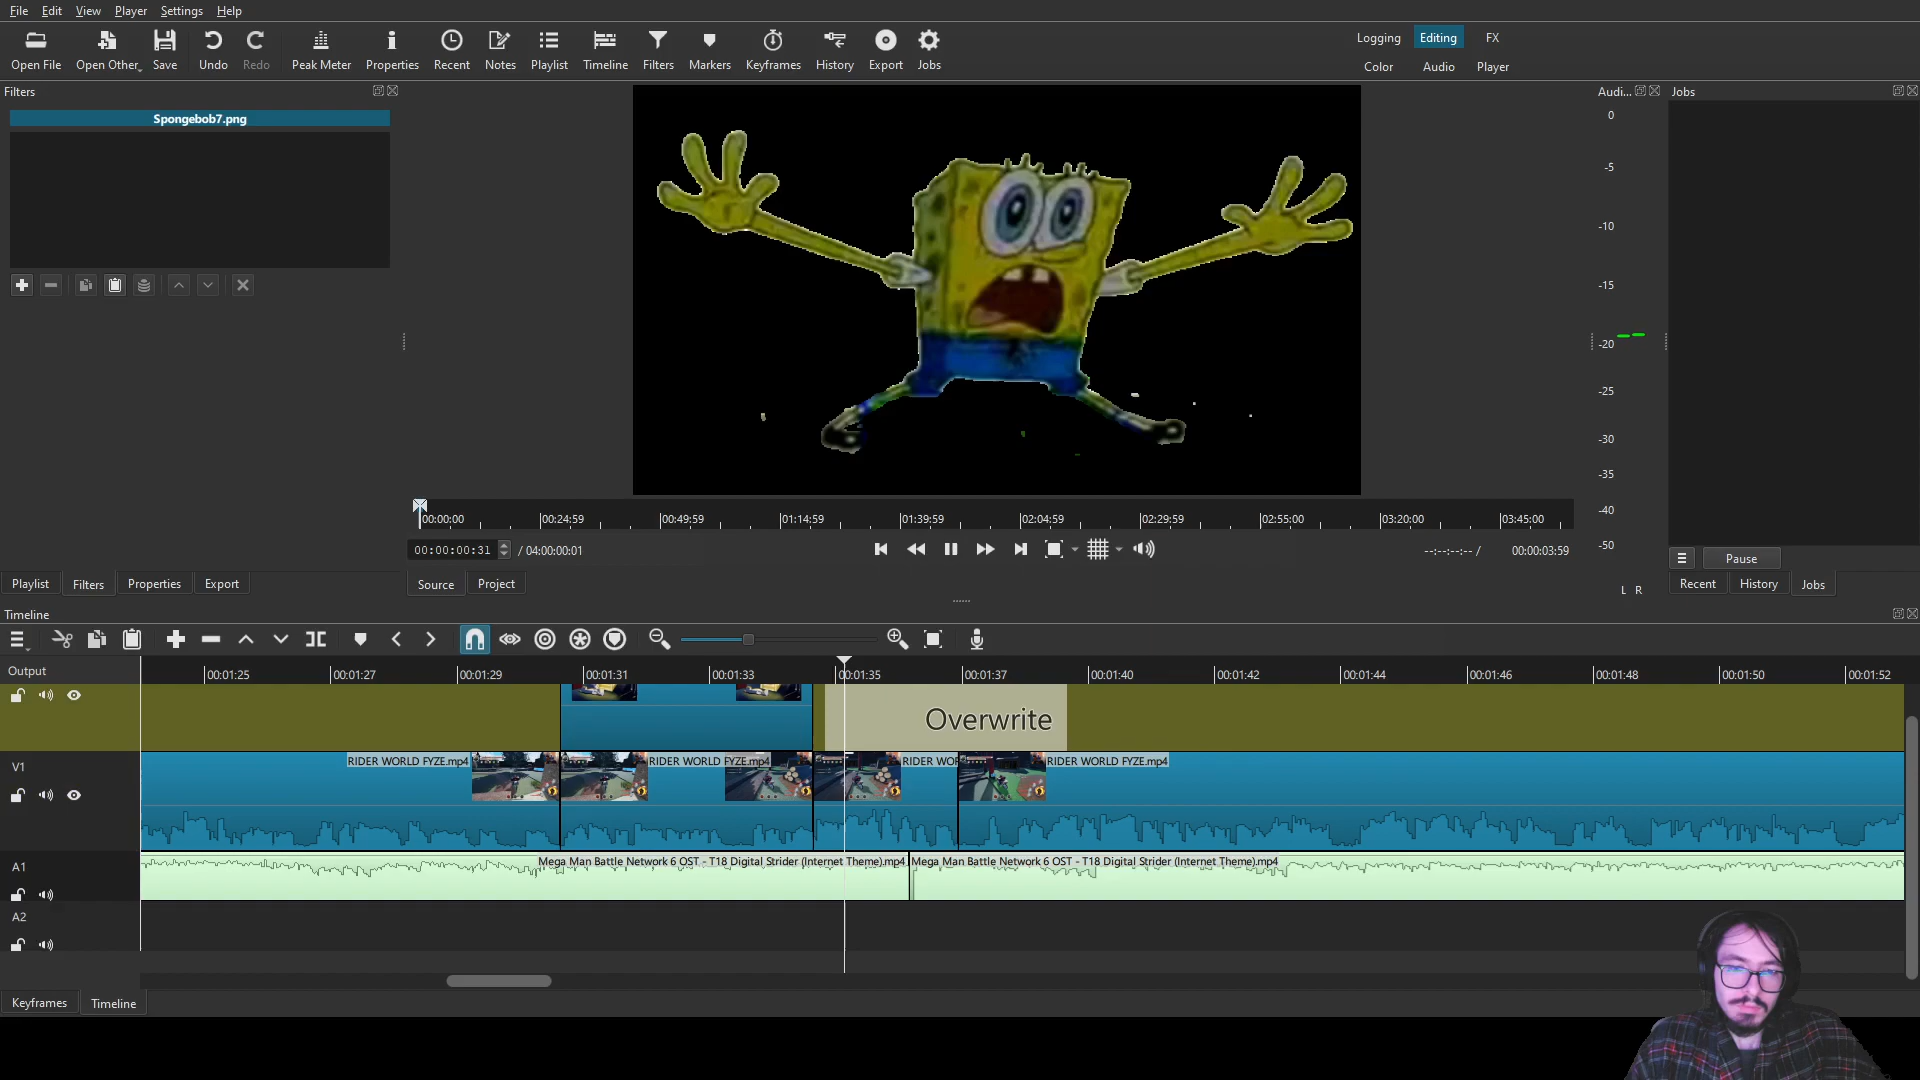 File Edit View Player Settings Help
Open File Open Other Save Undo Redo Peak Meter Properties Recent Notes Playlist Timeline Filters Markers Keyframes History Export Jobs
Logging Editing FX
Color Audio Player
Filters
Spongebob7.png
Audi...
Jobs
0
-5
-10
-15
-20
-25
-30
-35
-40
-50
L R
00:00:00 00:24:59 00:49:59 01:14:59 01:39:59 02:04:59 02:29:59 02:55:00 03:20:00 03:45:00
00:00:00:31 / 04:00:00:01
--:--:--:-- / 00:00:03:59
Pause
Playlist Filters Properties Export
Source Project
Recent History Jobs
Timeline
Output
00:01:25 00:01:27 00:01:29 00:01:31 00:01:33 00:01:35 00:01:37 00:01:40 00:01:42 00:01:44 00:01:46 00:01:48 00:01:50 00:01:52
Overwrite
V1
RIDER WORLD FYZE.mp4 RIDER WORLD FYZE.mp4 RIDER WOR RIDER WORLD FYZE.mp4
A1
Mega Man Battle Network 6 OST - T18 Digital Strider (Internet Theme).mp4 Mega Man Battle Network 6 OST - T18 Digital Strider (Internet Theme).mp4
A2
Keyframes Timeline